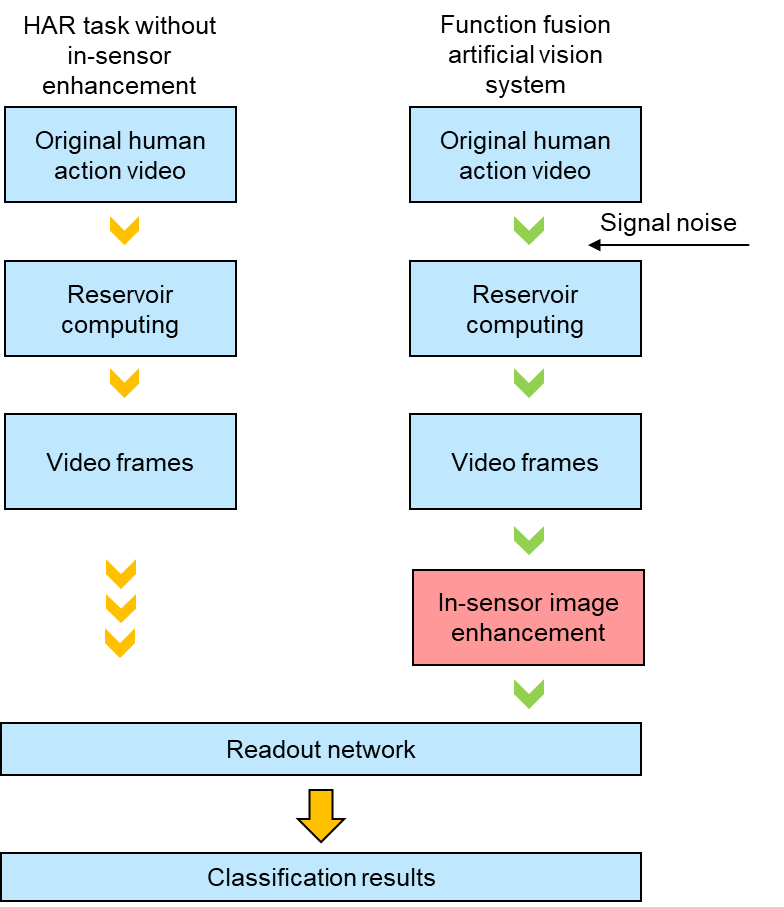 HAR task without
in-sensor
enhancement
Original human
action video
Reservoir
computing
Video frames
Function fusion
artificial vision
system
Original human
action video
Signal noise
Reservoir
computing
Video frames
In-sensor image
enhancement
Readout network
Classification results